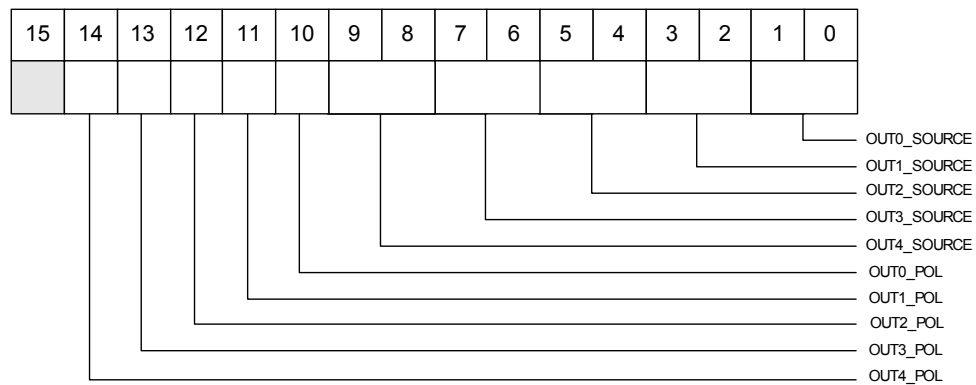 15 14 13 12 11 10 9 8 7 6 5 4 3 2 1 0
OUT0_SOURCE
OUT1_SOURCE
OUT2_SOURCE
OUT3_SOURCE
OUT4_SOURCE
OUT0_POL
OUT1_POL
OUT2_POL
OUT3_POL
OUT4_POL